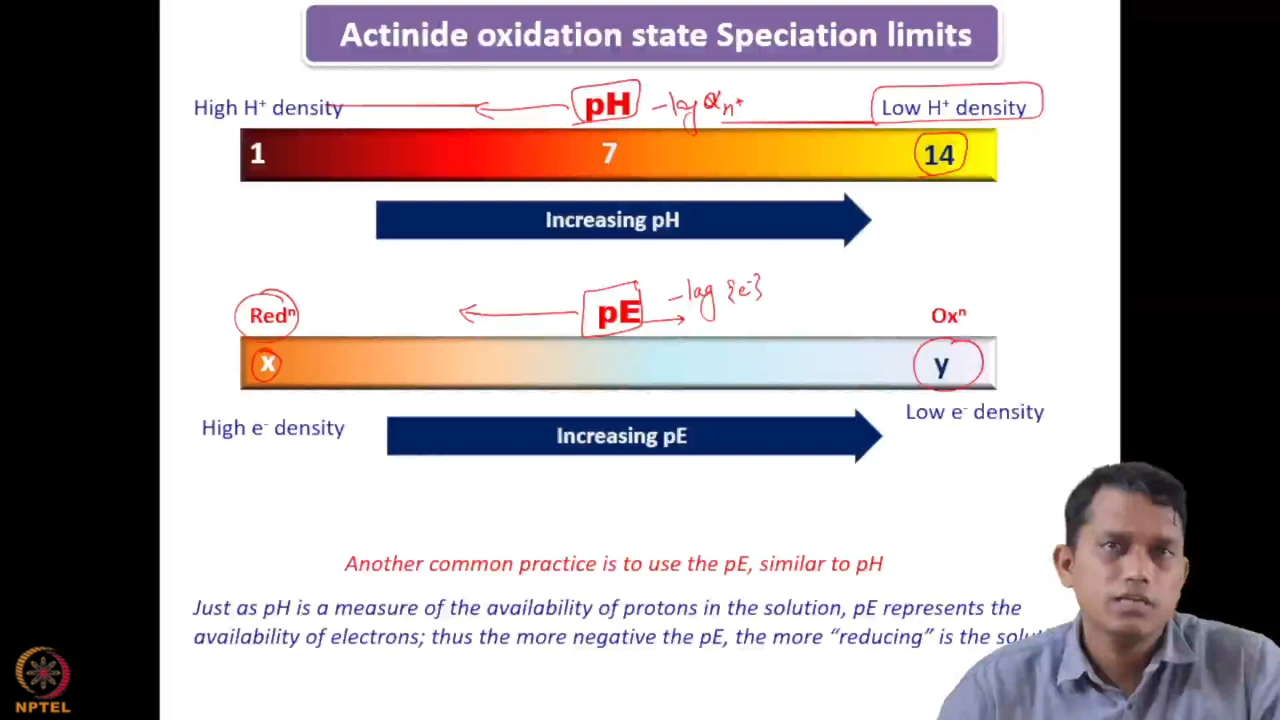 Actinide oxidation state Speciation limits
High H⁺ density
pH
-log αH⁺
Low H⁺ density
1
7
14
Increasing pH
Redⁿ
pE
-log {e⁻}
Oxⁿ
x
y
High e⁻ density
Low e⁻ density
Increasing pE
Another common practice is to use the pE, similar to pH
Just as pH is a measure of the availability of protons in the solution, pE represents the
availability of electrons; thus the more negative the pE, the more “reducing” is the
NPTEL